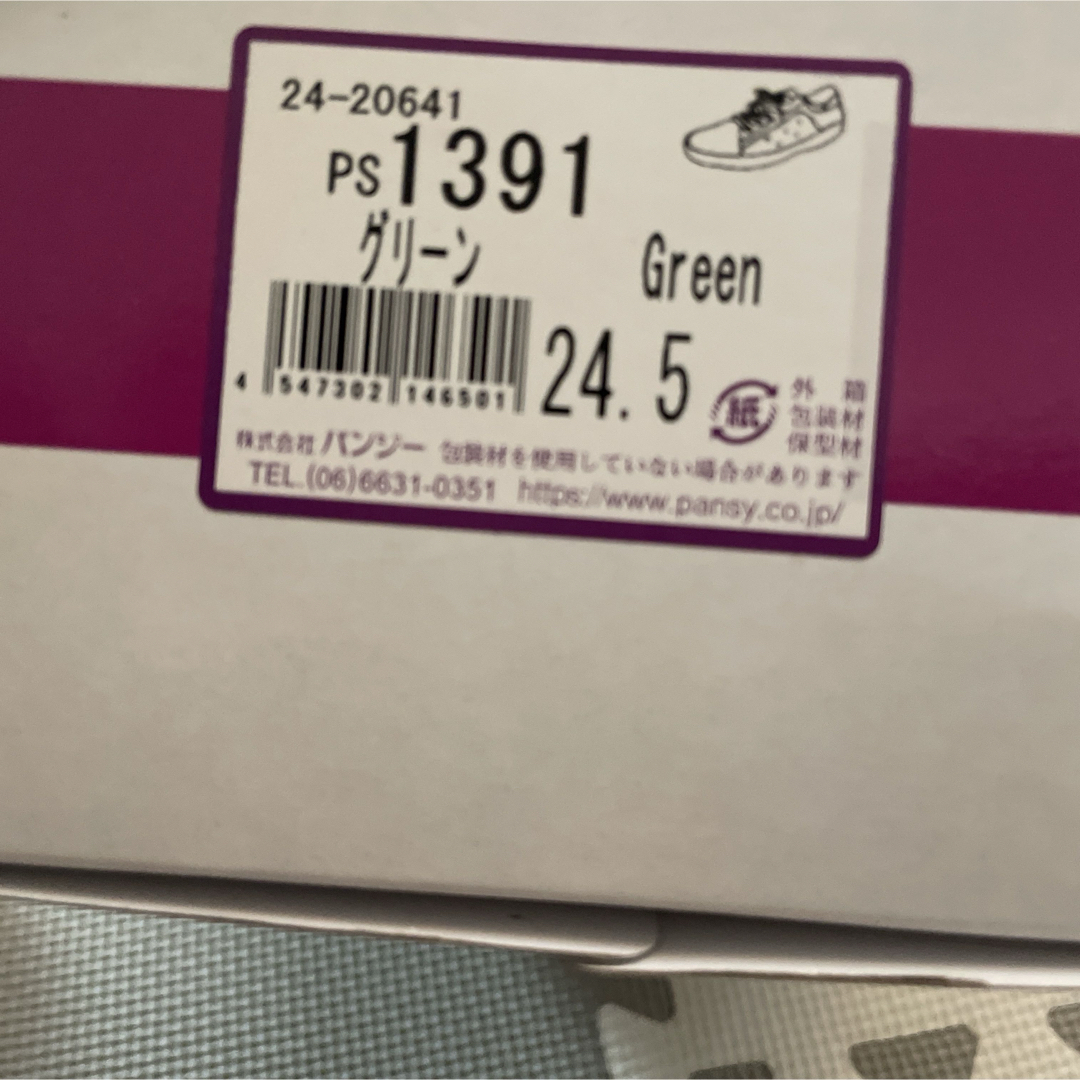 24-20641
PS1391
グリーン Green
24.5
4 547302 146501
紙 外箱
包装材
保型材
株式会社 パンジー 包装材を使用していない場合があります
TEL.(06)6631-0351 https://www.pansy.co.jp/